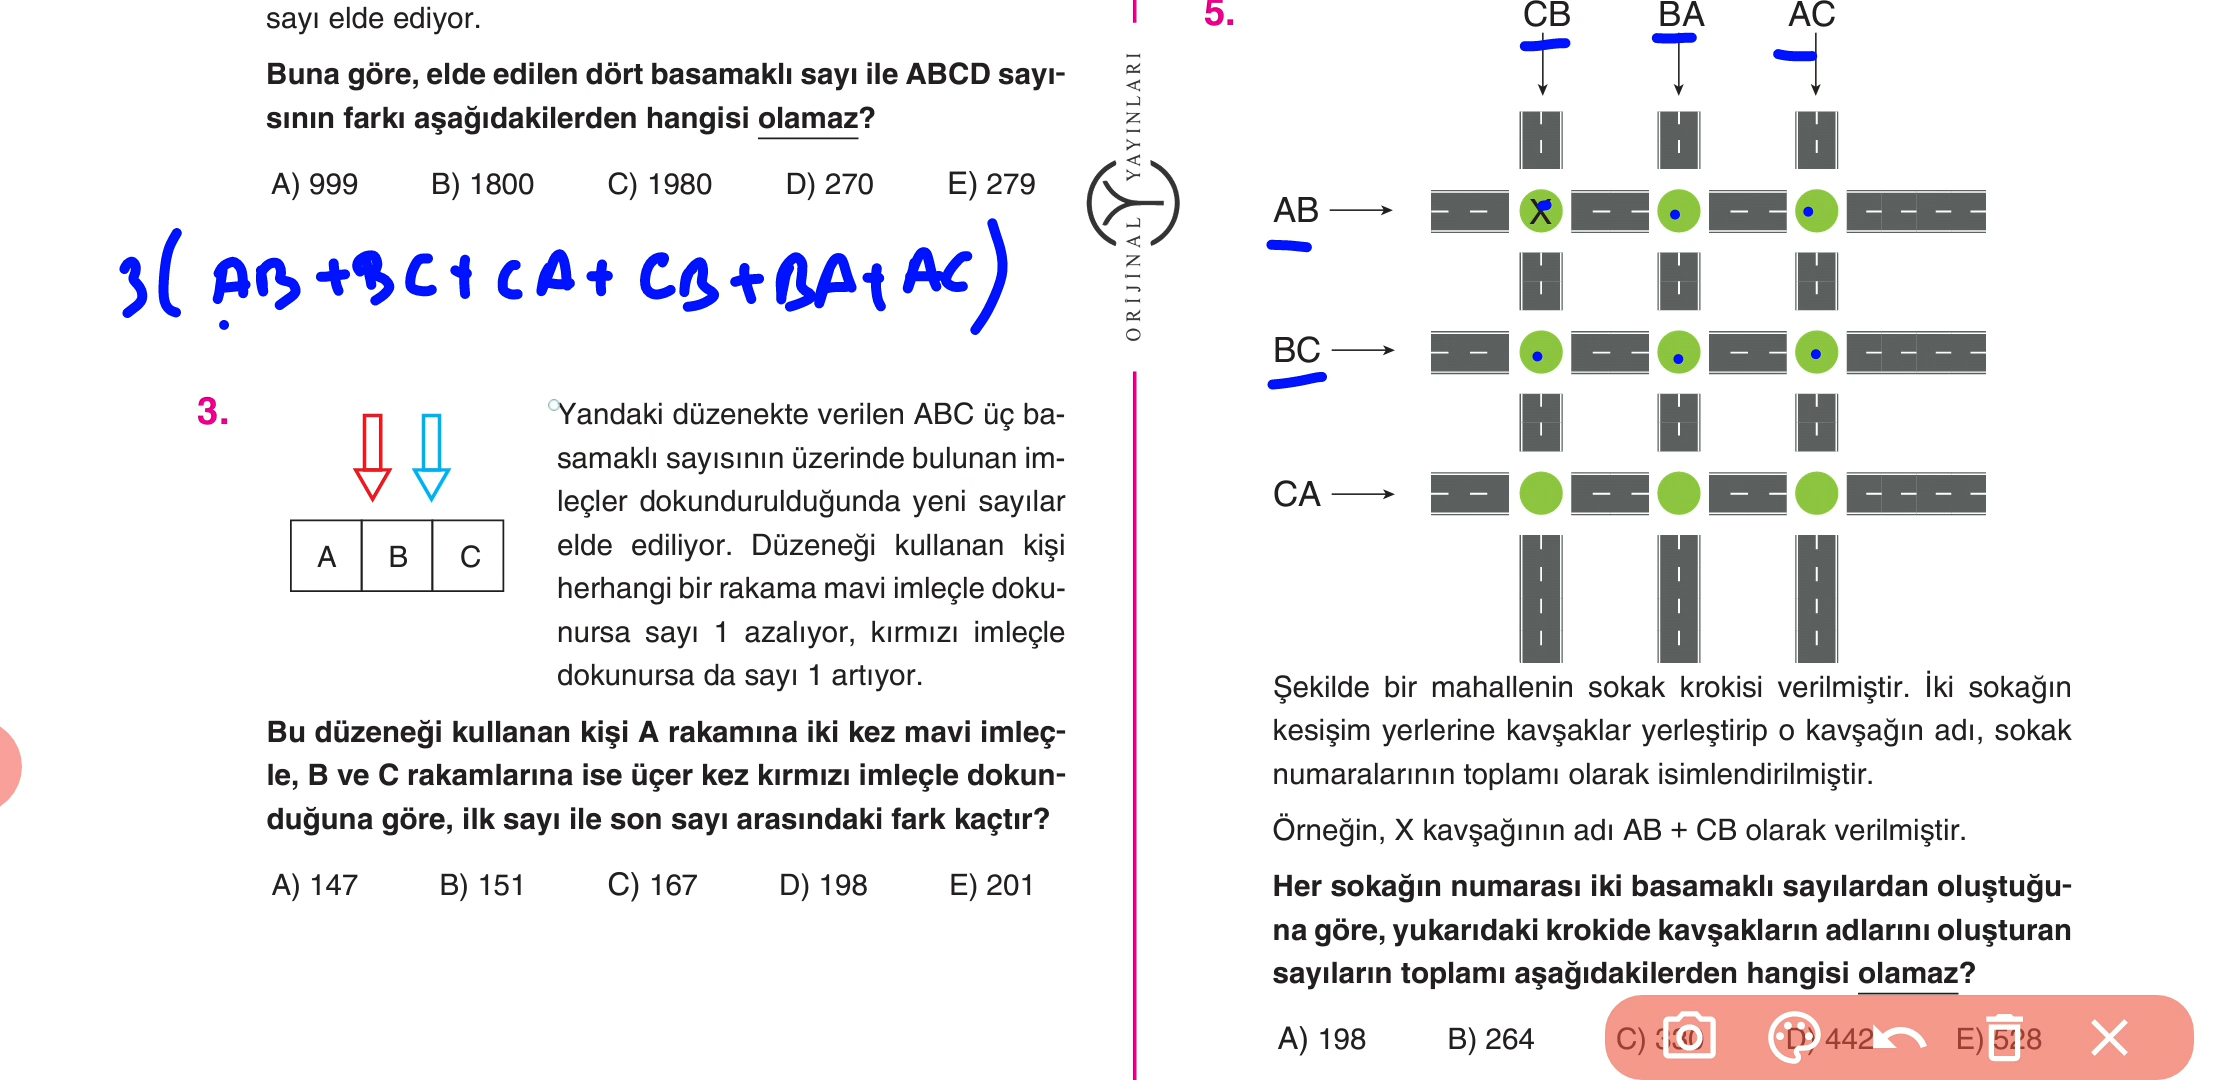 sayı elde ediyor.
Buna göre, elde edilen dört basamaklı sayı ile ABCD sayı-
sının farkı aşağıdakilerden hangisi olamaz?
A) 999 B) 1800 C) 1980 D) 270 E) 279
3(AB+BC+CA+CB+BA+AC)
3.
A B C
Yandaki düzenekte verilen ABC üç ba-
samaklı sayısının üzerinde bulunan im-
leçler dokundurulduğunda yeni sayılar
elde ediliyor. Düzeneği kullanan kişi
herhangi bir rakama mavi imleçle doku-
nursa sayı 1 azalıyor, kırmızı imleçle
dokunursa da sayı 1 artıyor.
Bu düzeneği kullanan kişi A rakamına iki kez mavi imleç-
le, B ve C rakamlarına ise üçer kez kırmızı imleçle dokun-
duğuna göre, ilk sayı ile son sayı arasındaki fark kaçtır?
A) 147 B) 151 C) 167 D) 198 E) 201
ORİJİNAL YAYINLARI
5.
CB BA AC
AB
X
BC
CA
Şekilde bir mahallenin sokak krokisi verilmiştir. İki sokağın
kesişim yerlerine kavşaklar yerleştirip o kavşağın adı, sokak
numaralarının toplamı olarak isimlendirilmiştir.
Örneğin, X kavşağının adı AB + CB olarak verilmiştir.
Her sokağın numarası iki basamaklı sayılardan oluştuğu-
na göre, yukarıdaki krokide kavşakların adlarını oluşturan
sayıların toplamı aşağıdakilerden hangisi olamaz?
A) 198 B) 264 C) 330 D) 442 E) 528